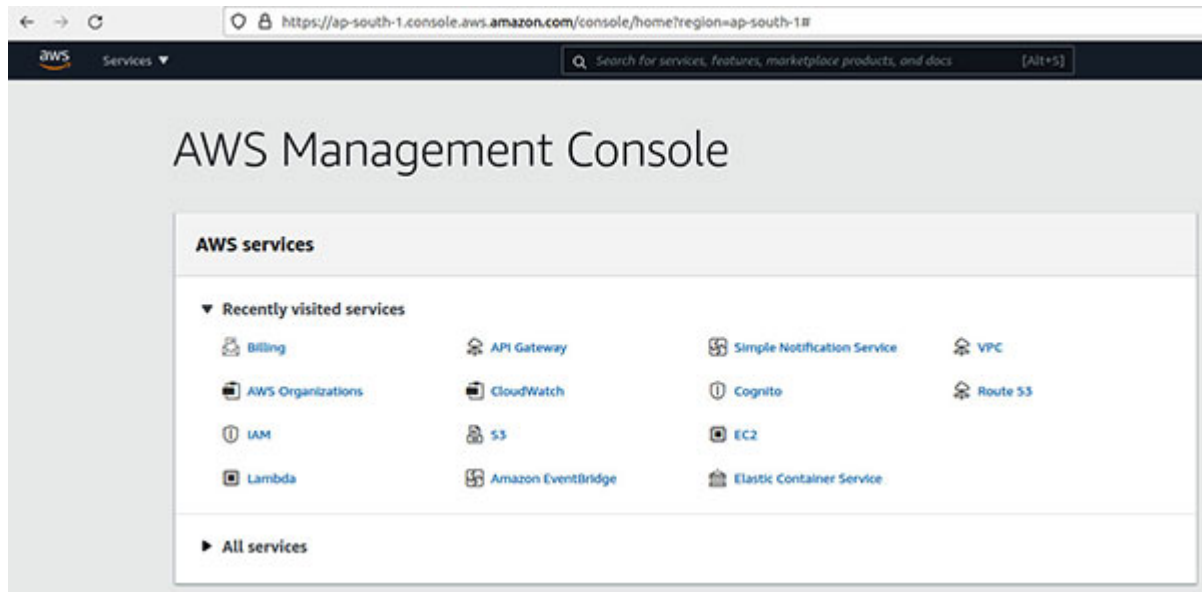 https://ap-south-1.console.aws.amazon.com/console/home?region=ap-south-1#
aws Services ▼ Search for services, features, marketplace products, and docs [Alt+S]
AWS Management Console
AWS services
▼ Recently visited services
Billing API Gateway Simple Notification Service VPC
AWS Organizations CloudWatch Cognito Route 53
IAM S3 EC2
Lambda Amazon EventBridge Elastic Container Service
▶ All services